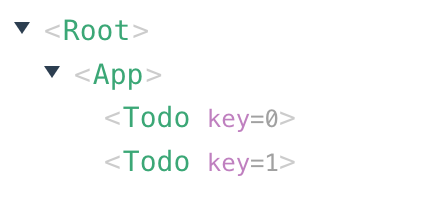 <Root>
<App>
<Todo key=0>
<Todo key=1>